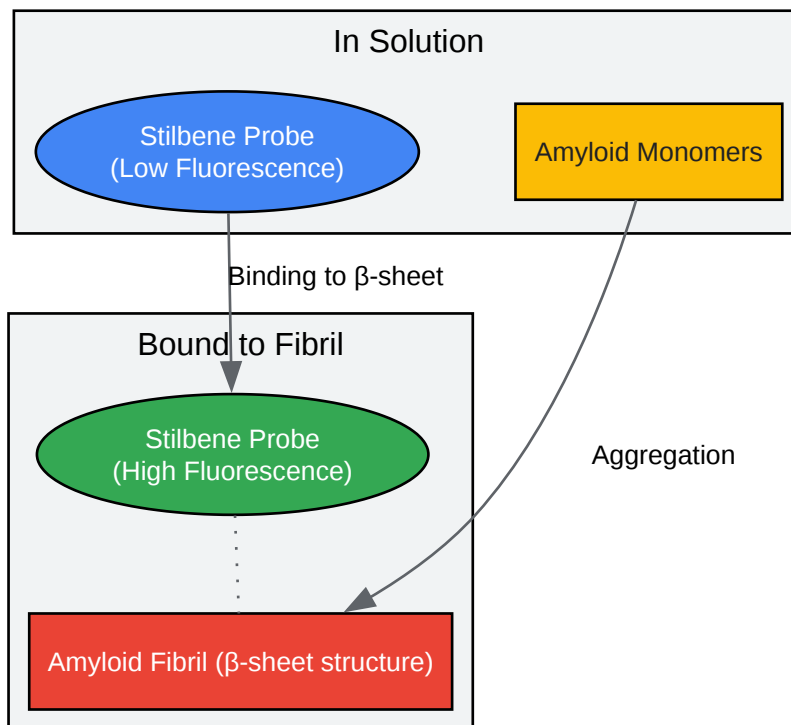 In Solution
Stilbene Probe
(Low Fluorescence)
Amyloid Monomers
Binding to β-sheet
Bound to Fibril
Stilbene Probe
(High Fluorescence)
Aggregation
Amyloid Fibril (β-sheet structure)